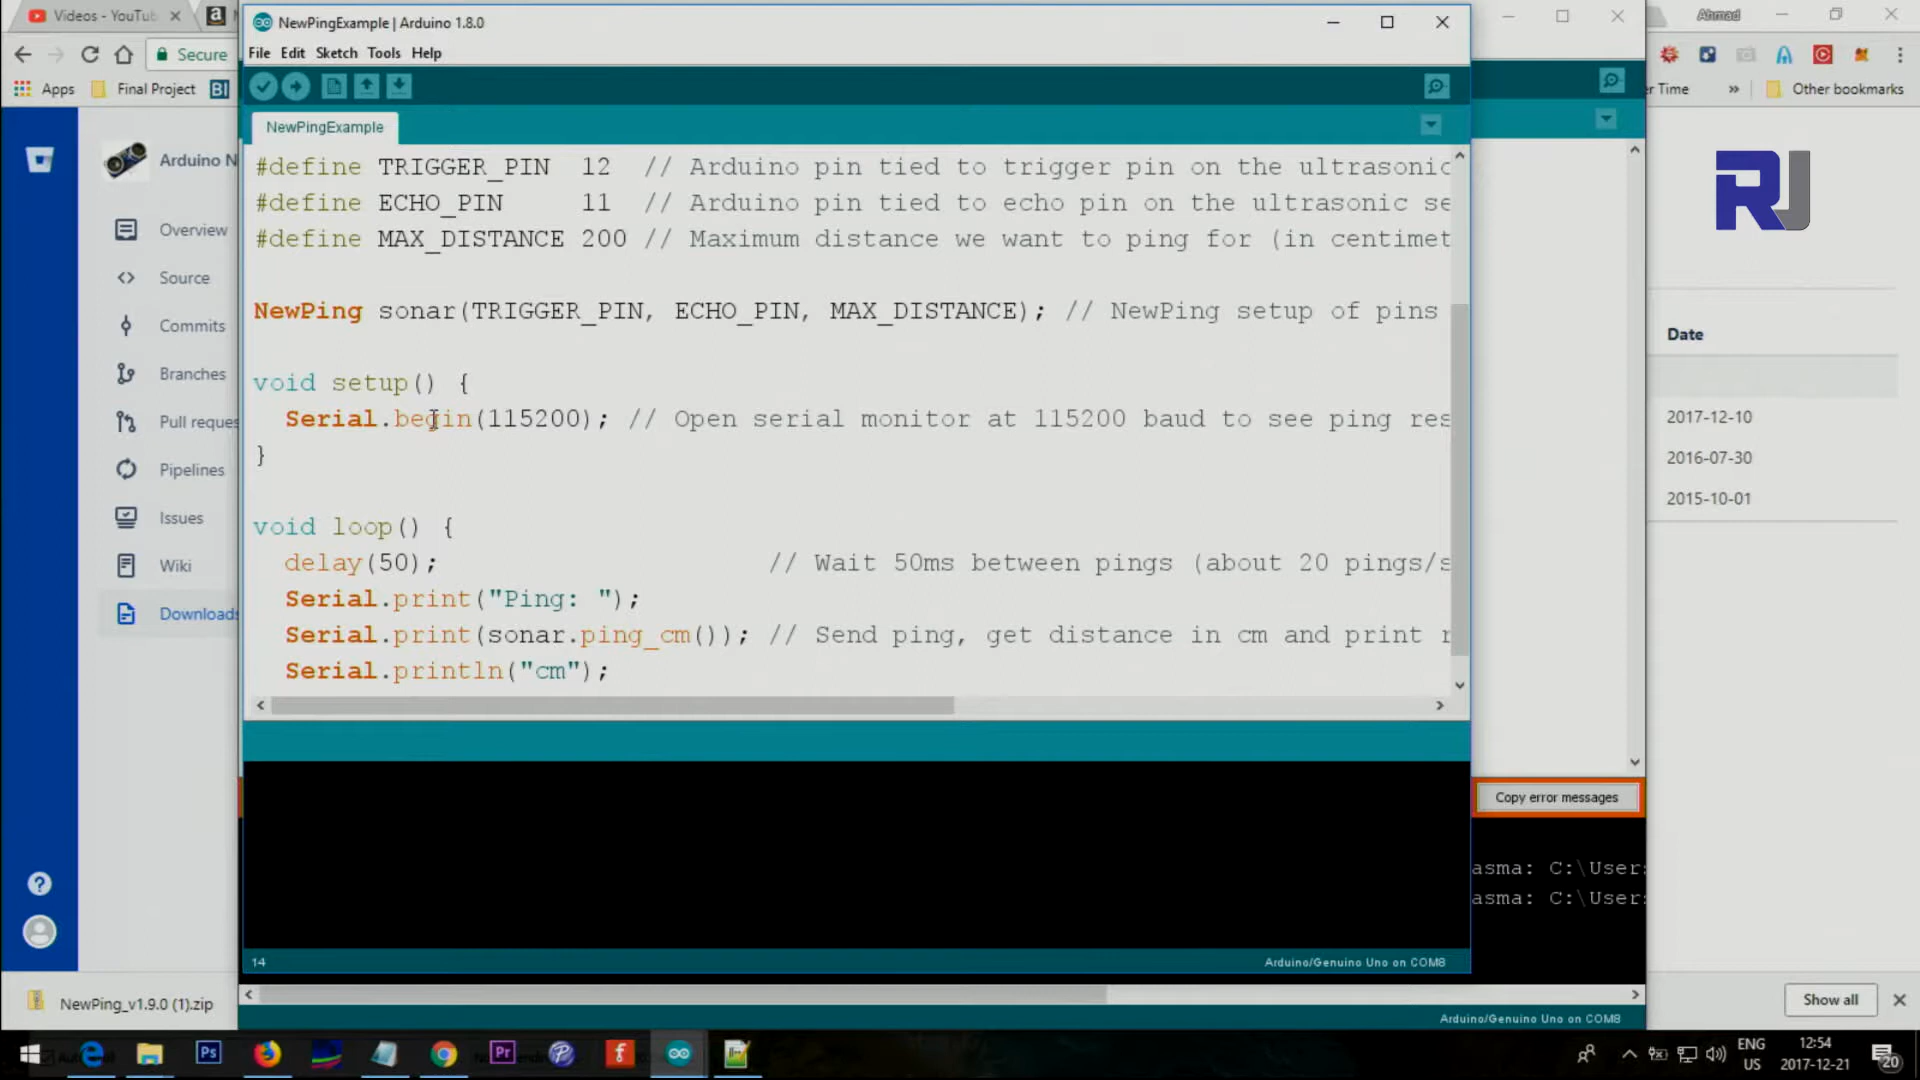 Videos - YouTub
NewPingExample | Arduino 1.8.0
Ahmad
File Edit Sketch Tools Help
Secure
Apps Final Project
er Time » Other bookmarks
NewPingExample
Arduino N
Overview
Source
Commits
Branches
Pull reques
Pipelines
Issues
Wiki
Downloads
#define TRIGGER_PIN 12 // Arduino pin tied to trigger pin on the ultrasonic
#define ECHO_PIN 11 // Arduino pin tied to echo pin on the ultrasonic se
#define MAX_DISTANCE 200 // Maximum distance we want to ping for (in centimet
NewPing sonar(TRIGGER_PIN, ECHO_PIN, MAX_DISTANCE); // NewPing setup of pins
void setup() {
Serial.begin(115200); // Open serial monitor at 115200 baud to see ping res
}
void loop() {
delay(50); // Wait 50ms between pings (about 20 pings/s
Serial.print("Ping: ");
Serial.print(sonar.ping_cm()); // Send ping, get distance in cm and print r
Serial.println("cm");
RJ
Date
2017-12-10
2016-07-30
2015-10-01
Copy error messages
asma: C:\User
asma: C:\User
14
Arduino/Genuino Uno on COM8
Arduino/Genuino Uno on COM8
NewPing_v1.9.0 (1).zip
Show all
ENG
US
12:54
2017-12-21
20